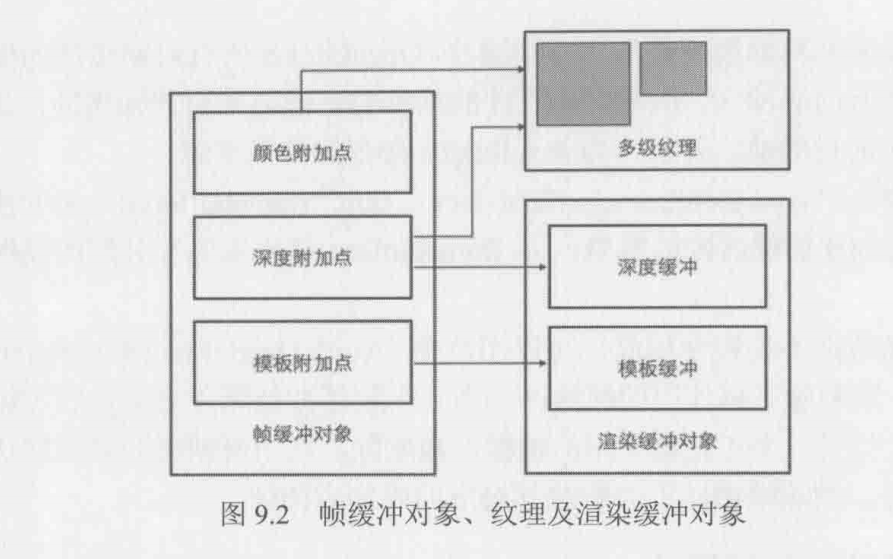 颜色附加点
深度附加点
模板附加点
帧缓冲对象
多级纹理
深度缓冲
模板缓冲
渲染缓冲对象
图 9.2 帧缓冲对象、纹理及渲染缓冲对象